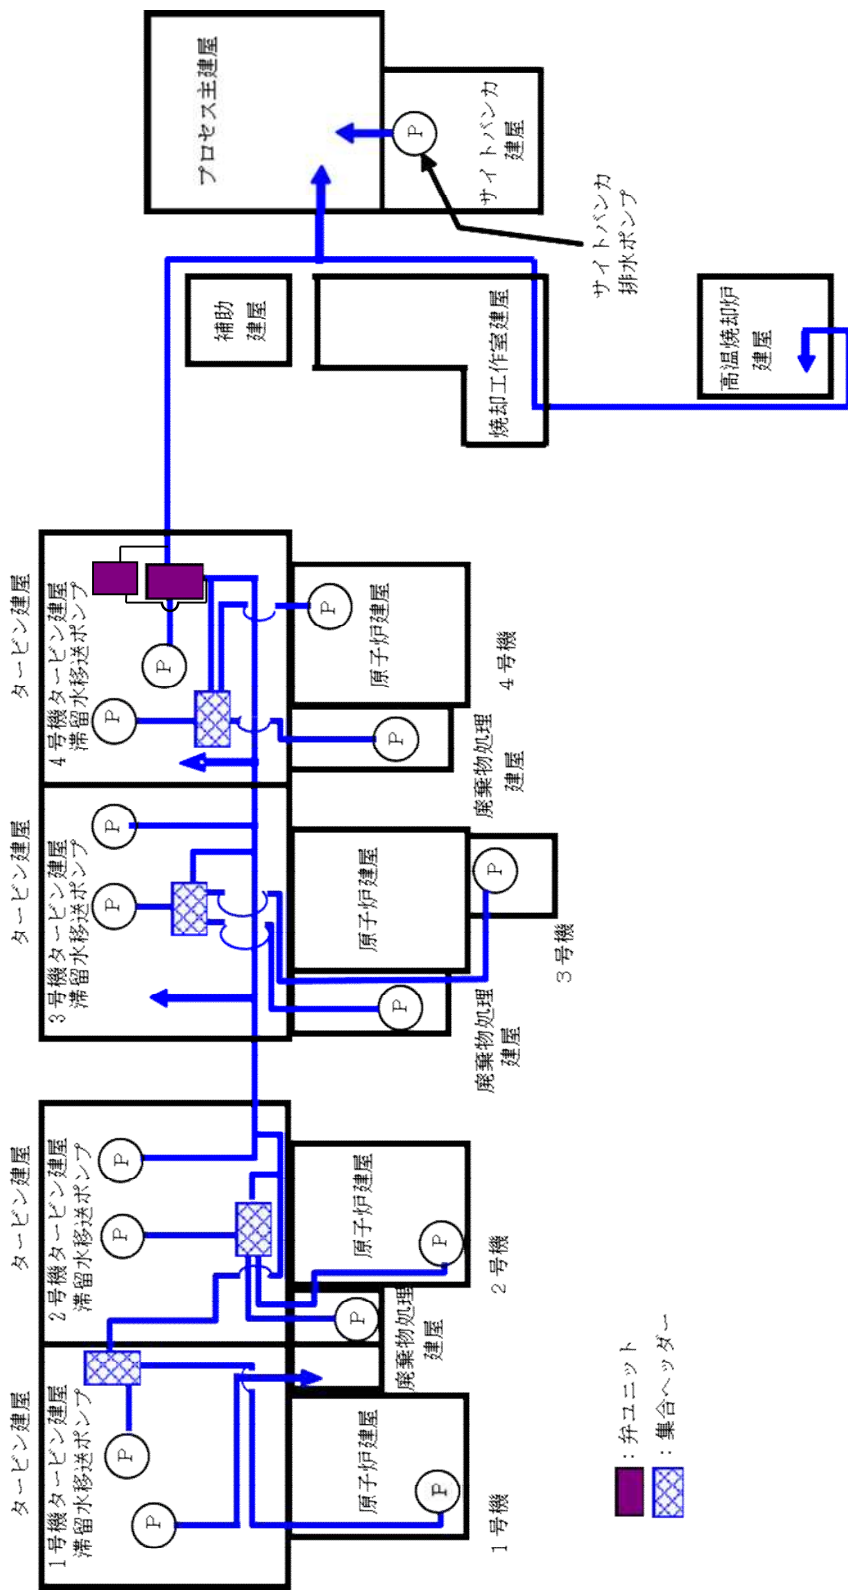 タービン建屋
1号機タービン建屋
滞留水移送ポンプ
P
P
原子炉建屋
P
1号機
タービン建屋
2号機タービン建屋
滞留水移送ポンプ
P
P
原子炉建屋
P
P
廃棄物処理
建屋
2号機
タービン建屋
3号機タービン建屋
滞留水移送ポンプ
P
P
原子炉建屋
P
P
廃棄物処理
建屋
3号機
タービン建屋
4号機タービン建屋
滞留水移送ポンプ
P
P
原子炉建屋
P
P
廃棄物処理
建屋
4号機
補助
建屋
焼却工作室建屋
高温焼却炉
建屋
プロセス主建屋
P
サイトバンカ
建屋
サイトバンカ
排水ポンプ
：弁ユニット
：集合ヘッダー